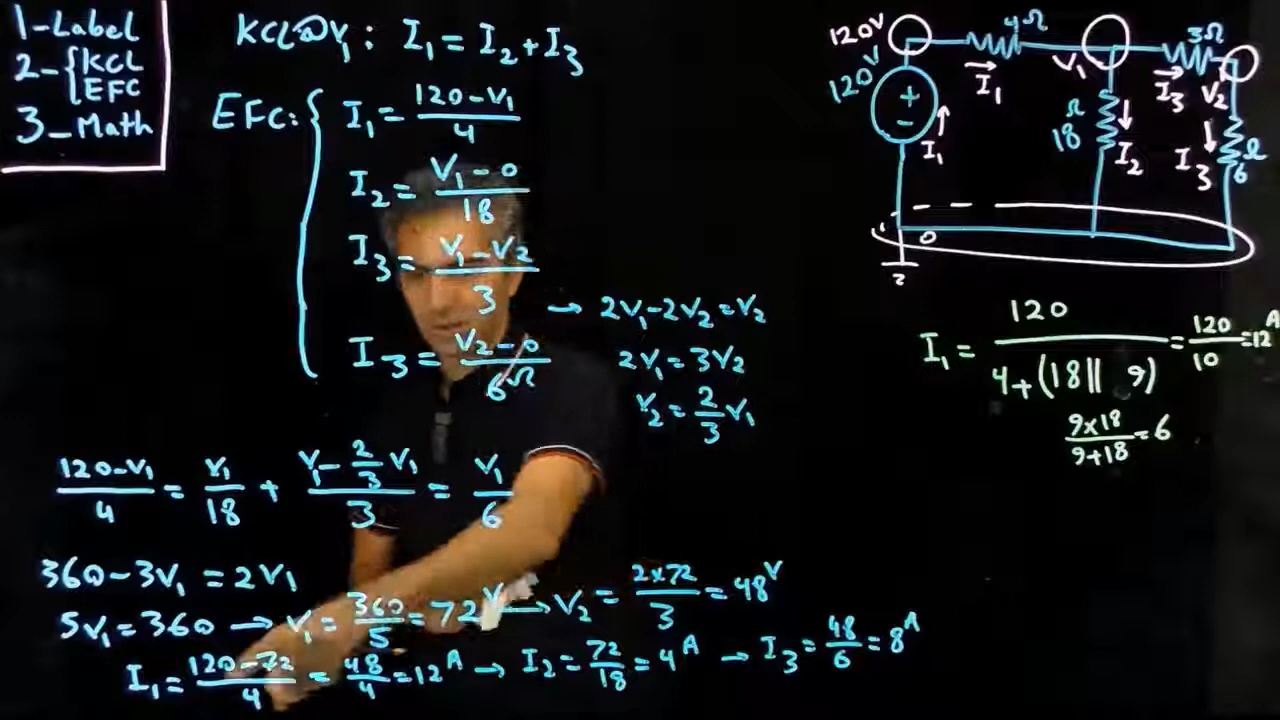 1-Label
2-{KCL
EFC
3-Math
KCL@V₁: I₁ = I₂ + I₃
EFC: { I₁ = (120-V₁)/4
I₂ = (V₁-0)/18
I₃ = (V₁-V₂)/3
I₃ = (V₂-0)/6Ω
→ 2V₁-2V₂=V₂
2V₁=3V₂
V₂ = 2/3 V₁
(120-V₁)/4 = V₁/18 + (V₁ - 2/3 V₁)/3 = V₁/6
360-3V₁ = 2V₁
5V₁=360 → V₁ = 360/5 = 72V → V₂ = (2×72)/3 = 48V
I₁ = (120-72)/4 = 48/4 = 12A → I₂ = 72/18 = 4A → I₃ = 48/6 = 8A
120V
4Ω
V₁
3Ω
V₂
120V
+
-
I₁
I₁
Ω
18
I₂
I₃
I₃
Ω
6
0
I₁ = 120/(4+(18|| 9)) = 120/10 = 12A
(9×18)/(9+18) = 6